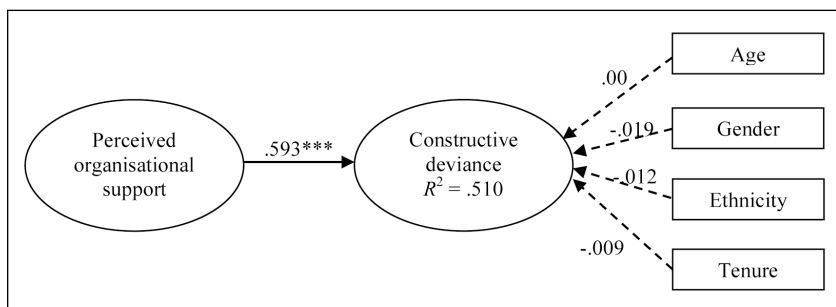 Perceived
organisational
support
.593***
Constructive
deviance
R² = .510
.00
-.019
-.012
-.009
Age
Gender
Ethnicity
Tenure